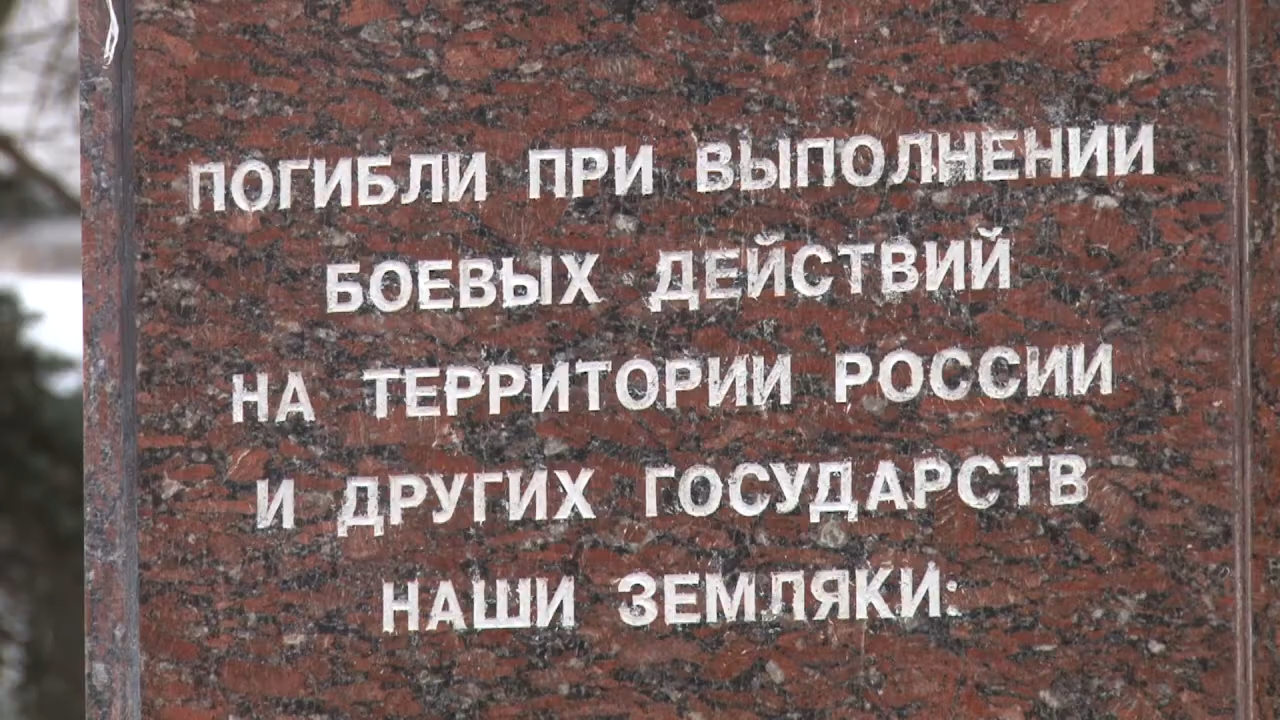 ПОГИБЛИ ПРИ ВЫПОЛНЕНИИ
БОЕВЫХ ДЕЙСТВИЙ
НА ТЕРРИТОРИИ РОССИИ
И ДРУГИХ ГОСУДАРСТВ
НАШИ ЗЕМЛЯКИ: